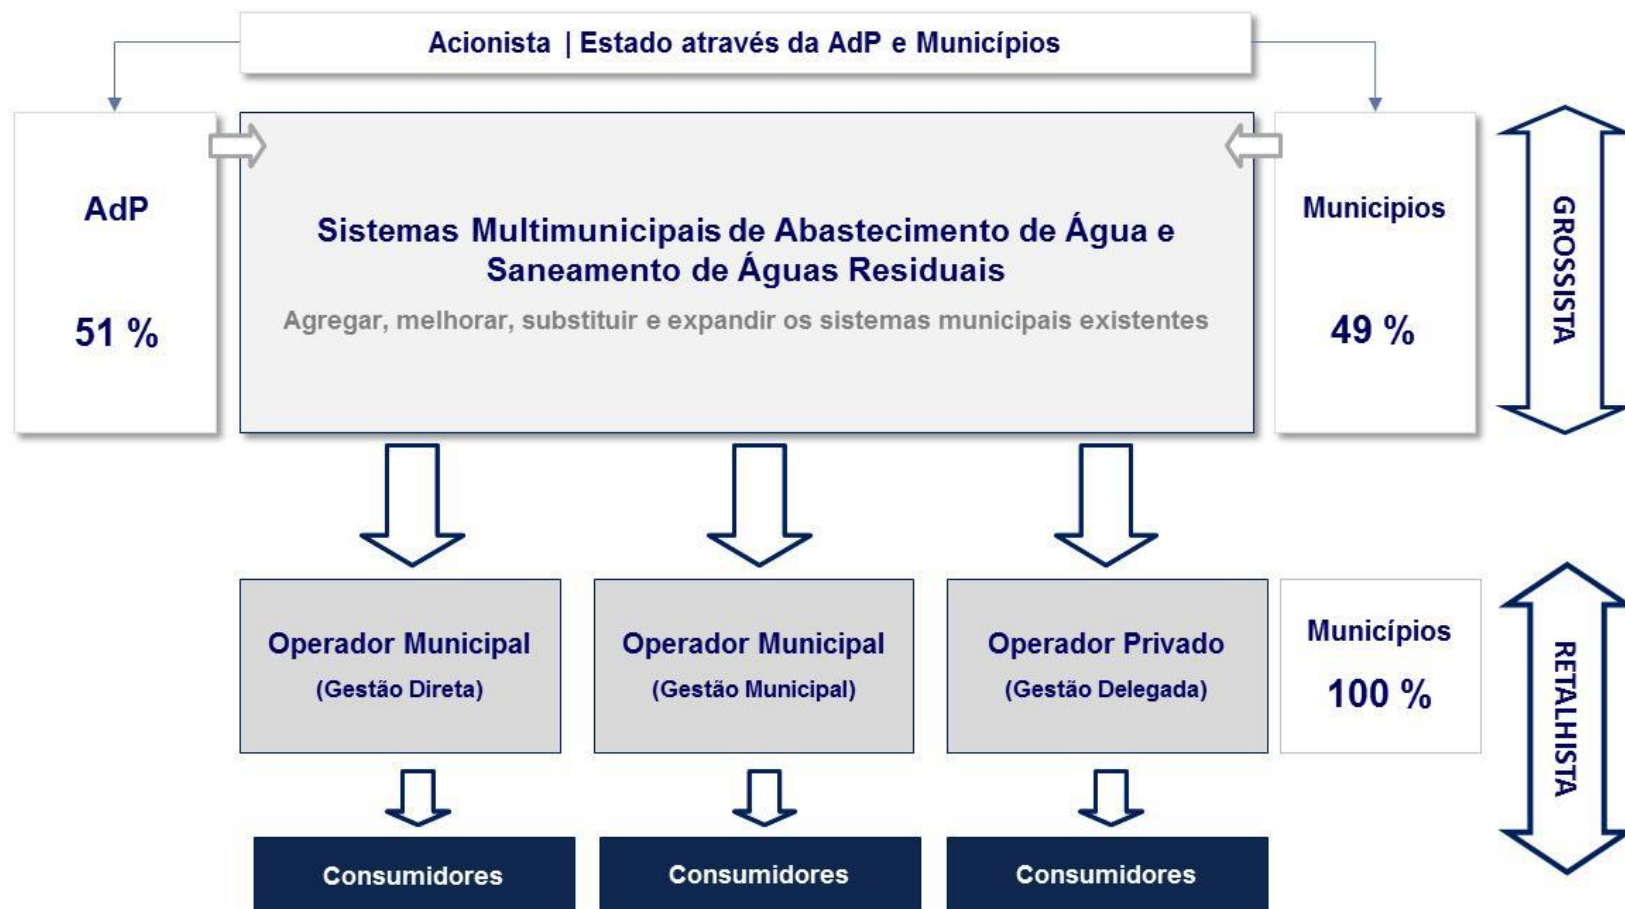 Acionista | Estado através da AdP e Municípios
AdP
51 %
Sistemas Multimunicipais de Abastecimento de Água e
Saneamento de Águas Residuais
Agregar, melhorar, substituir e expandir os sistemas municipais existentes
Municipios
49 %
GROSSISTA
Operador Municipal
(Gestão Direta)
Operador Municipal
(Gestão Municipal)
Operador Privado
(Gestão Delegada)
Municípios
100 %
RETALHISTA
Consumidores
Consumidores
Consumidores